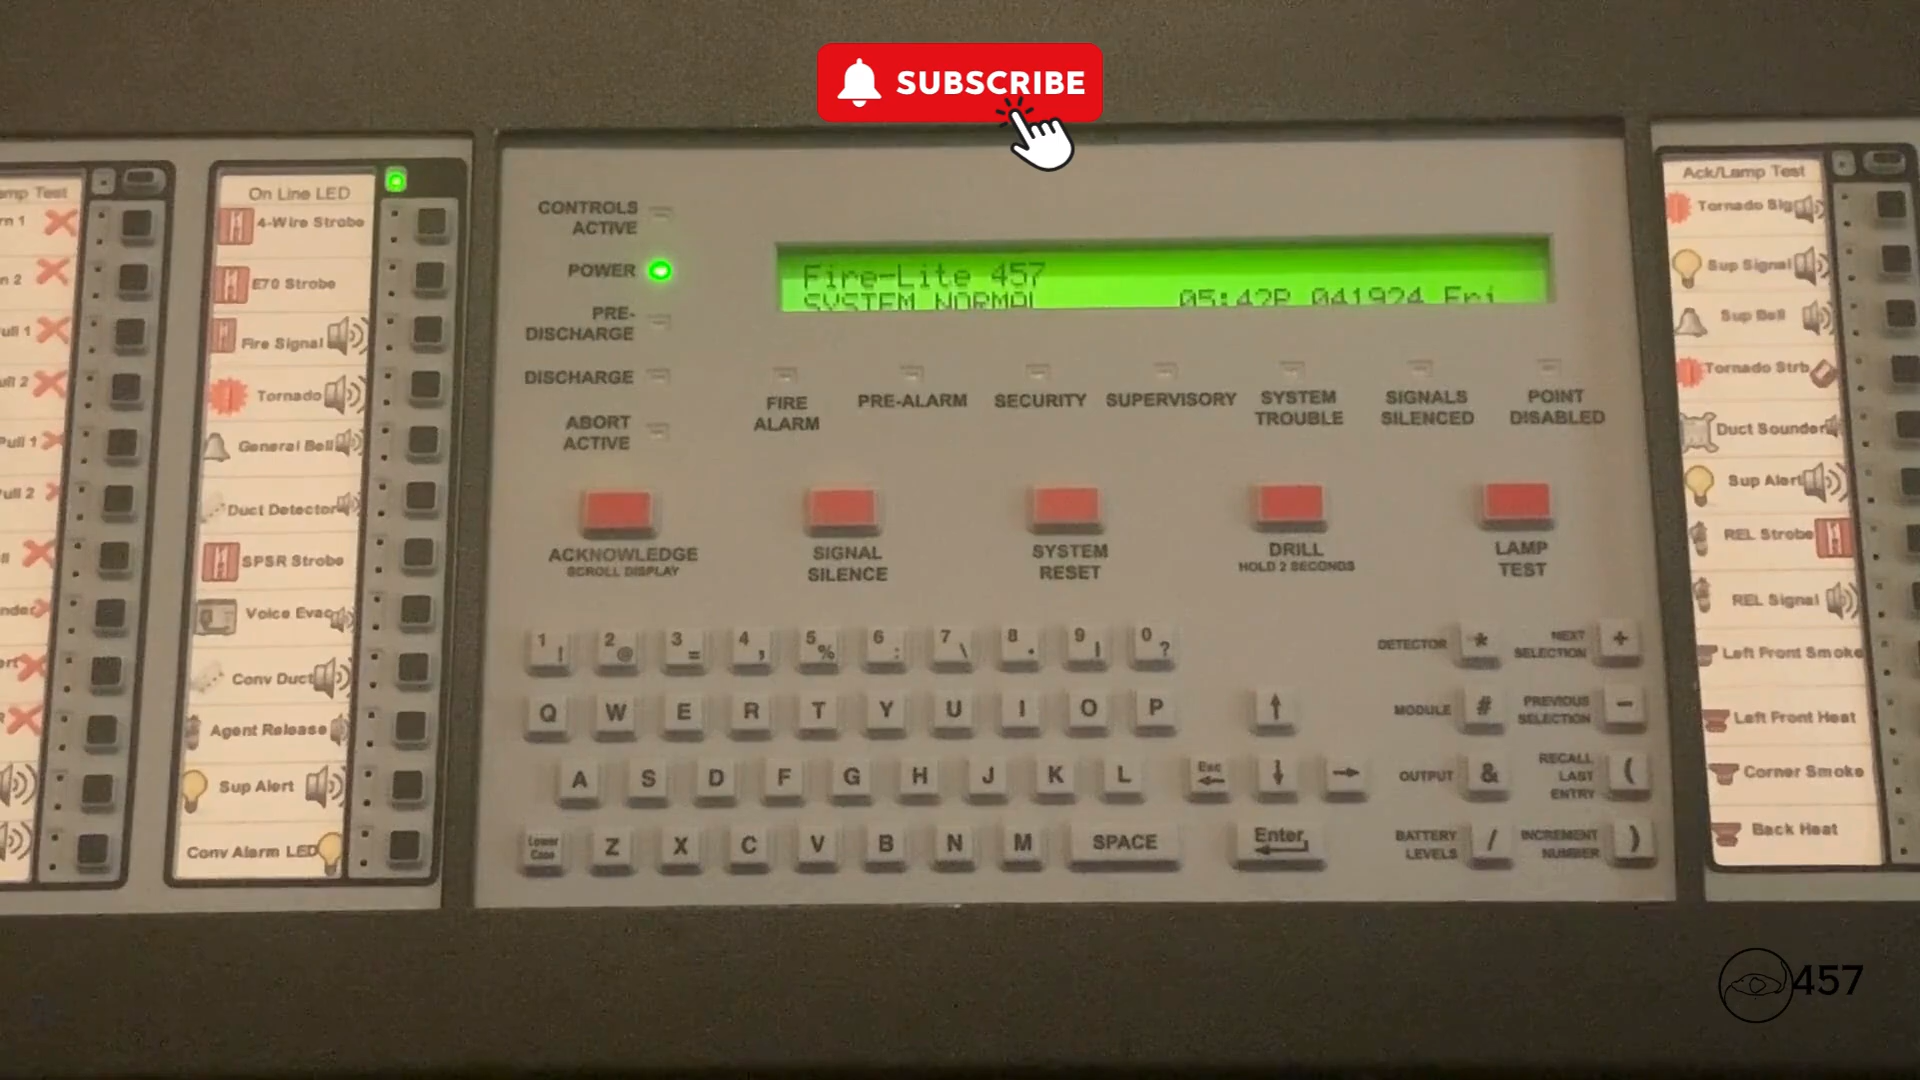 SUBSCRIBE
On Line LED
4-Wire Strobe
E70 Strobe
Fire Signal
Tornado
General Bell
Duct Detector
SPSR Strobe
Voice Evac
Conv Duct
Agent Release
Sup Alert
Conv Alarm LED
CONTROLS
ACTIVE
POWER
PRE-
DISCHARGE
DISCHARGE
ABORT
ACTIVE
Fire-Lite 457
SYSTEM NORMAL 05:42P 041924 Fri
FIRE
ALARM
PRE-ALARM
SECURITY
SUPERVISORY
SYSTEM
TROUBLE
SIGNALS
SILENCED
POINT
DISABLED
ACKNOWLEDGE
SCROLL DISPLAY
SIGNAL
SILENCE
SYSTEM
RESET
DRILL
HOLD 2 SECONDS
LAMP
TEST
1 ! 2 @ 3 = 4 , 5 % 6 : 7 \ 8 . 9 | 0 ?
Q W E R T Y U I O P
A S D F G H J K L Esc
Lower
Case
Z X C V B N M SPACE Enter
DETECTOR *
NEXT
SELECTION +
MODULE #
PREVIOUS
SELECTION -
OUTPUT &
RECALL
LAST
ENTRY (
BATTERY
LEVELS /
INCREMENT
NUMBER )
Ack/Lamp Test
Tornado Sig
Sup Signal
Sup Bell
Tornado Strb
Duct Sounder
Sup Alert
REL Strobe
REL Signal
Left Front Smoke
Left Front Heat
Corner Smoke
Back Heat
457